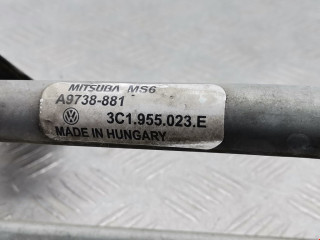 MITSUBA MS6
A9738-881
3C1.955.023.E
MADE IN HUNGARY